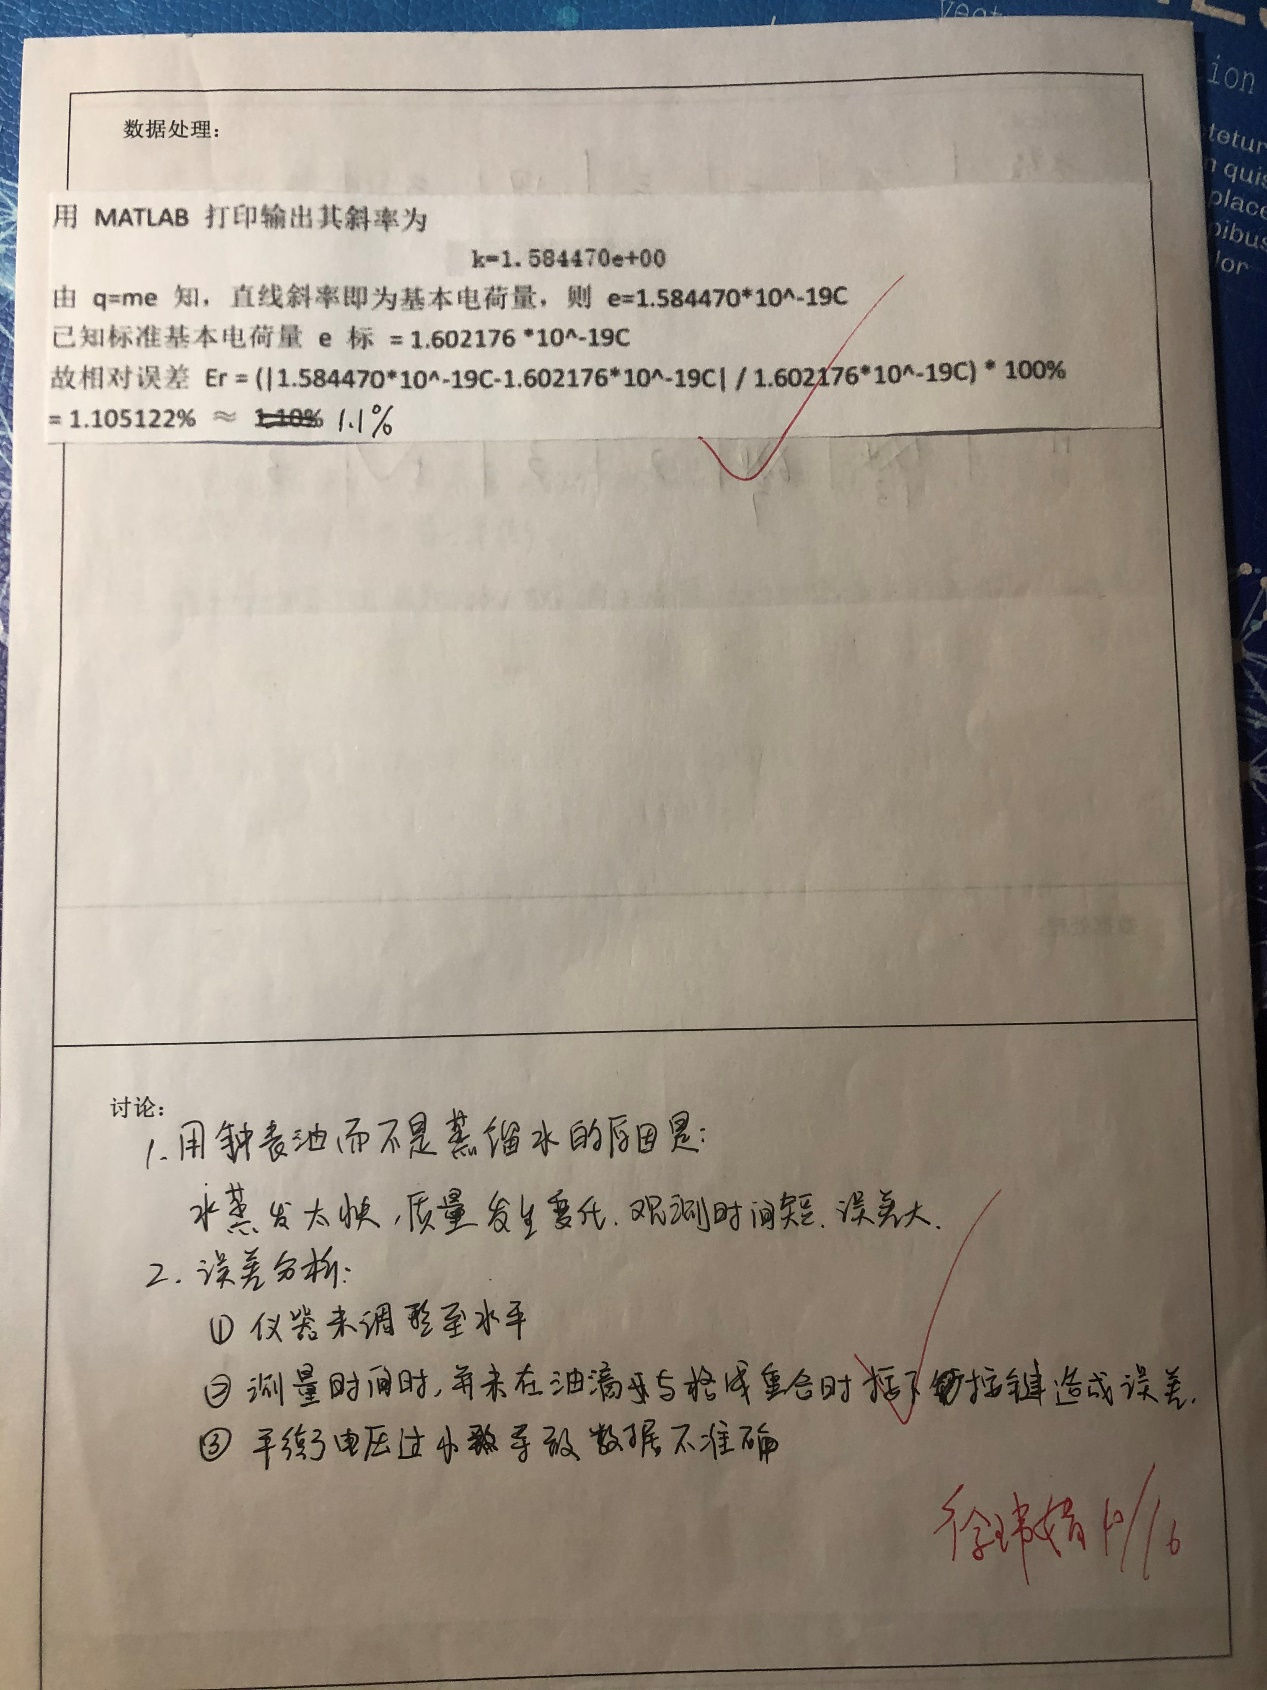 数据处理：
用 MATLAB 打印输出其斜率为
k=1.584470e+00
由 q=me 知，直线斜率即为基本电荷量，则 e=1.584470*10^-19C
已知标准基本电荷量 e 标 = 1.602176 *10^-19C
故相对误差 Er = (|1.584470*10^-19C-1.602176*10^-19C| / 1.602176*10^-19C) * 100%
= 1.105122% ≈ 1.10% 1.1%
讨论：
1. 用钟表油而不是蒸馏水的原因是：
水蒸发太快，质量发生变化．观测时间短．误差大．
2. 误差分析：
① 仪器未调整至水平
② 测量时间时，并未在油滴与格线重合时按下按键造成误差．
③ 平衡电压过小导致数据不准确
徐玮婧
ion
tetur
quis
place
lor